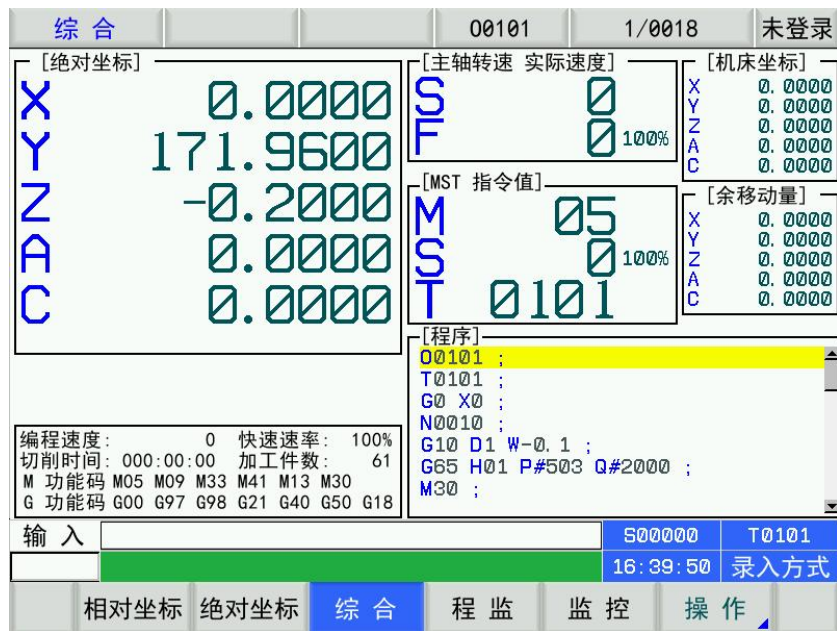 综 合 O0101 1/0018 未登录
[绝对坐标]
X 0.0000
Y 171.9600
Z -0.2000
A 0.0000
C 0.0000
[主轴转速 实际速度]
S 0
F 0 100%
[MST 指令值]
M 05
S 0 100%
T 0101
[机床坐标]
X 0.0000
Y 0.0000
Z 0.0000
A 0.0000
C 0.0000
[余移动量]
X 0.0000
Y 0.0000
Z 0.0000
A 0.0000
C 0.0000
[程序]
O0101 ;
T0101 ;
G0 X0 ;
N0010 ;
G10 D1 W-0.1 ;
G65 H01 P#503 Q#2000 ;
M30 ;
编程速度: 0 快速速率: 100%
切削时间: 000:00:00 加工件数: 61
M 功能码 M05 M09 M33 M41 M13 M30
G 功能码 G00 G97 G98 G21 G40 G50 G18
输 入 S00000 T0101
16:39:50 录入方式
相对坐标 绝对坐标 综 合 程 监 监 控 操 作